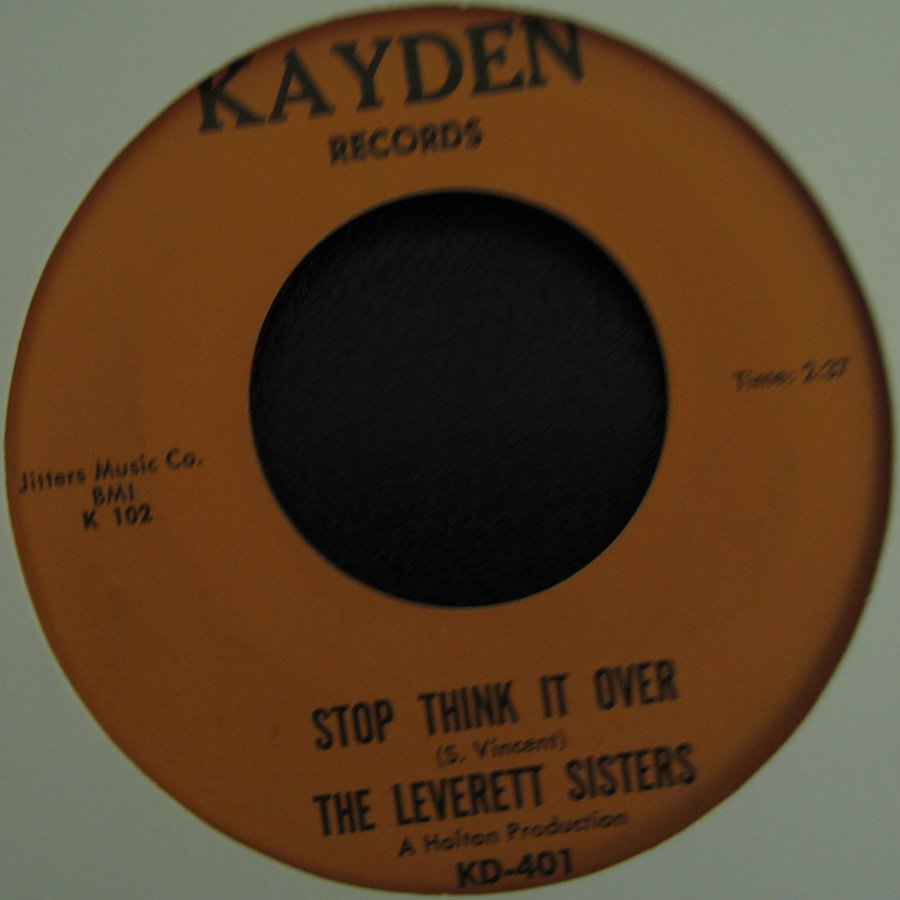 KAYDEN
RECORDS
Time: 2:37
Jitters Music Co.
BMI
K 102
STOP THINK IT OVER
(S. Vincent)
THE LEVERETT SISTERS
A Holton Production
KD-401